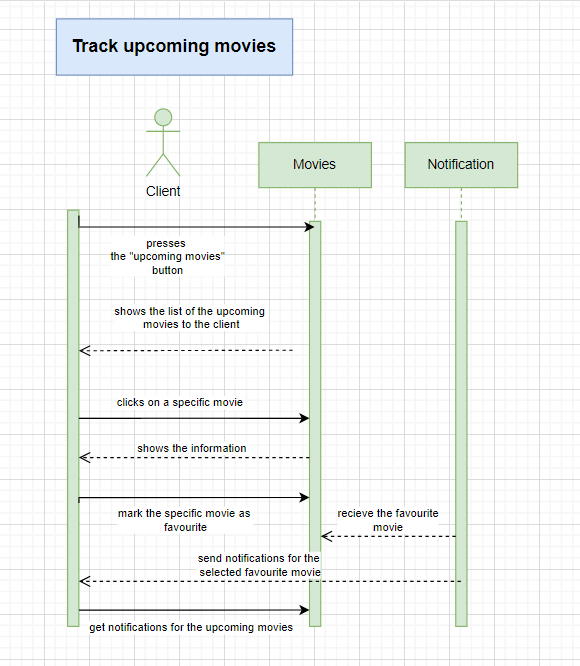 Track upcoming movies
Client
Movies
Notification
presses
the "upcoming movies"
button
shows the list of the upcoming
movies to the client
clicks on a specific movie
shows the information
mark the specific movie as
favourite
recieve the favourite
movie
send notifications for the
selected favourite movie
get notifications for the upcoming movies